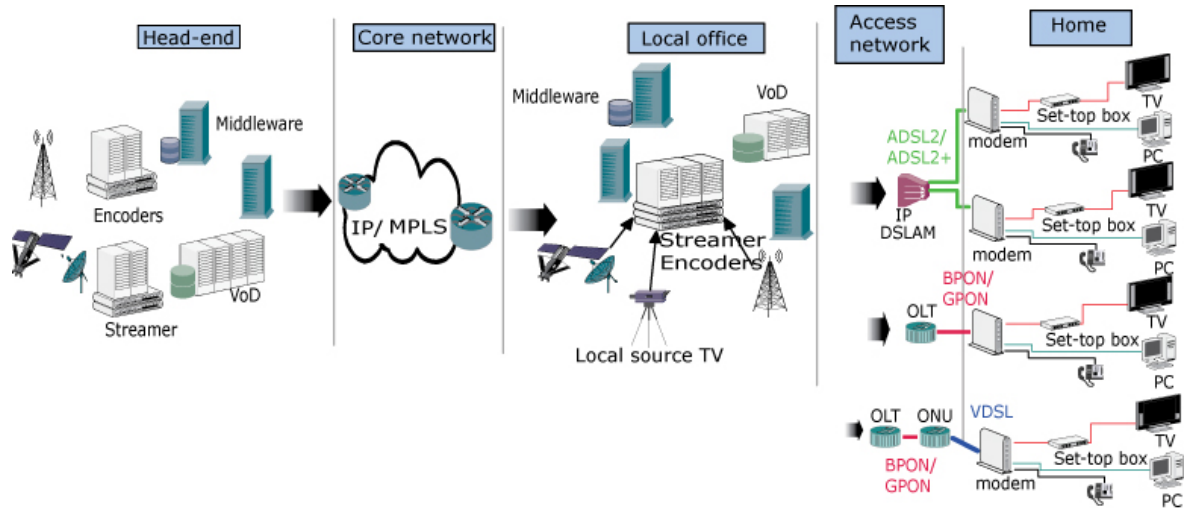 Head-end
Core network
Local office
Access
network
Home
Middleware
Encoders
Streamer
VoD
IP/ MPLS
Middleware
VoD
Streamer
Encoders
Local source TV
ADSL2/
ADSL2+
IP
DSLAM
modem
Set-top box
TV
PC
modem
Set-top box
TV
PC
BPON/
GPON
OLT
Set-top box
TV
PC
OLT
ONU
VDSL
BPON/
GPON
modem
Set-top box
TV
PC